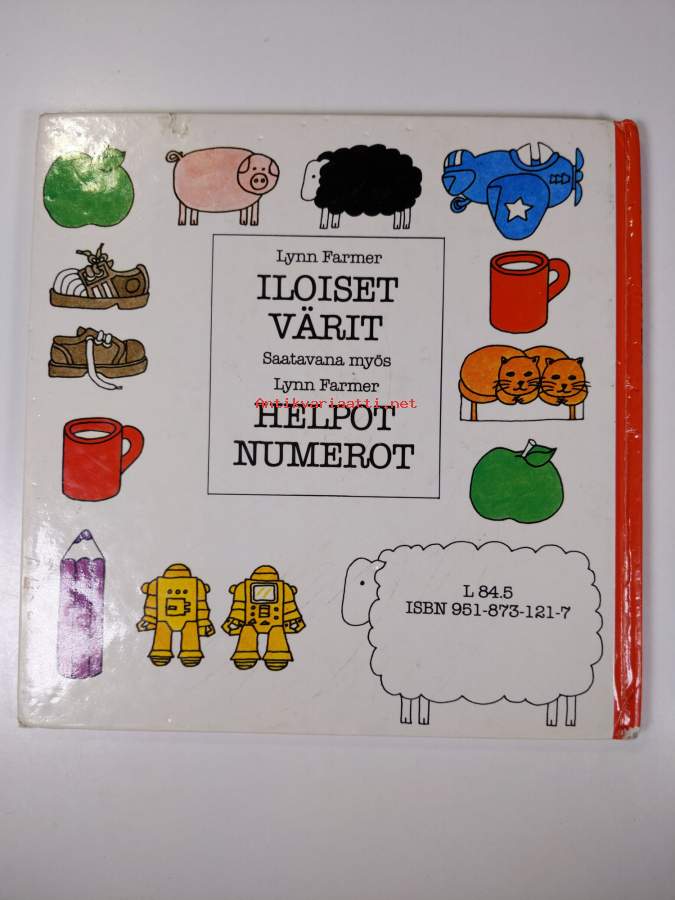 Lynn Farmer
ILOISET
VÄRIT
Saatavana myös
Lynn Farmer
Antikvariaatti.net
HELPOT
NUMEROT
L 84.5
ISBN 951-873-121-7